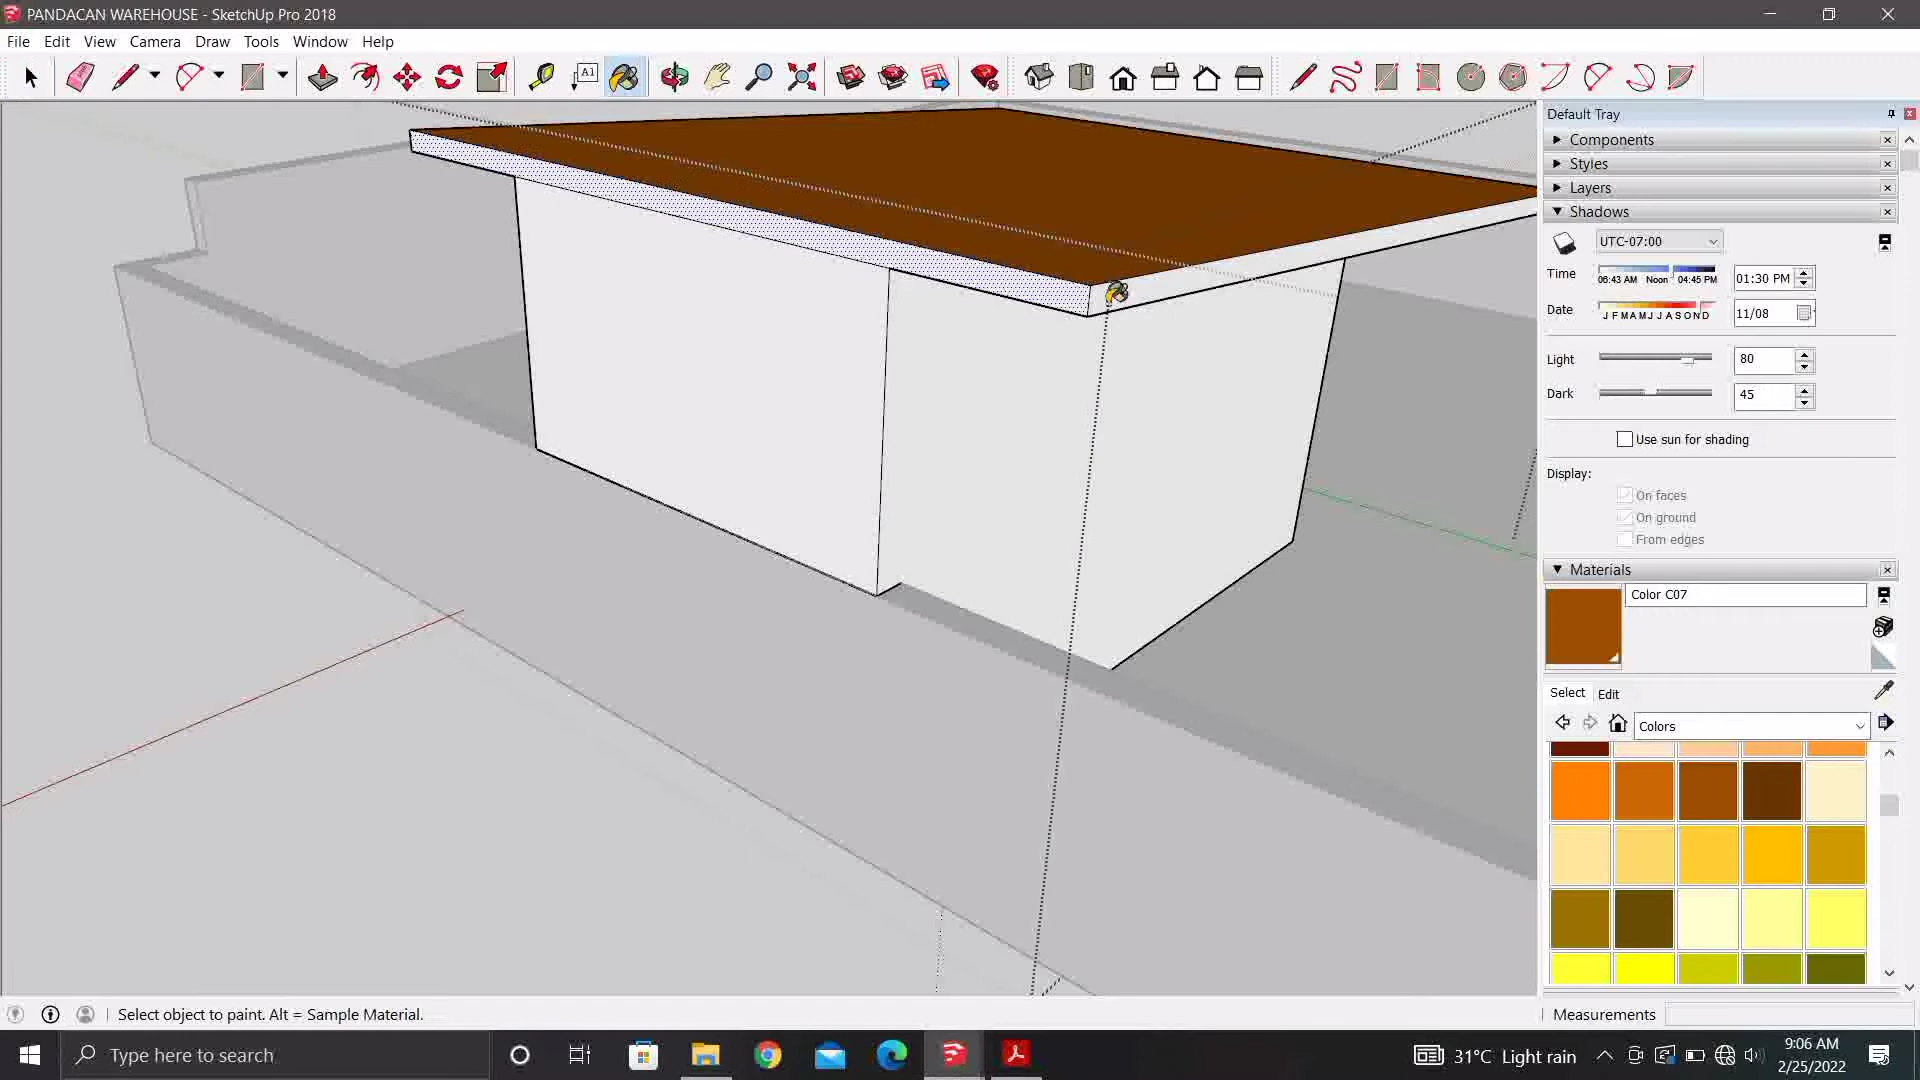 PANDACAN WAREHOUSE - SketchUp Pro 2018
File Edit View Camera Draw Tools Window Help
A1
Default Tray
Components
Styles
Layers
Shadows
UTC-07:00
Time
06:43 AM Noon 04:45 PM
01:30 PM
Date
J F M A M J J A S O N D
11/08
Light
80
Dark
45
Use sun for shading
Display:
On faces
On ground
From edges
Materials
Color C07
Select Edit
Colors
Select object to paint. Alt = Sample Material.
Measurements
Type here to search
31°C Light rain
9:06 AM
2/25/2022